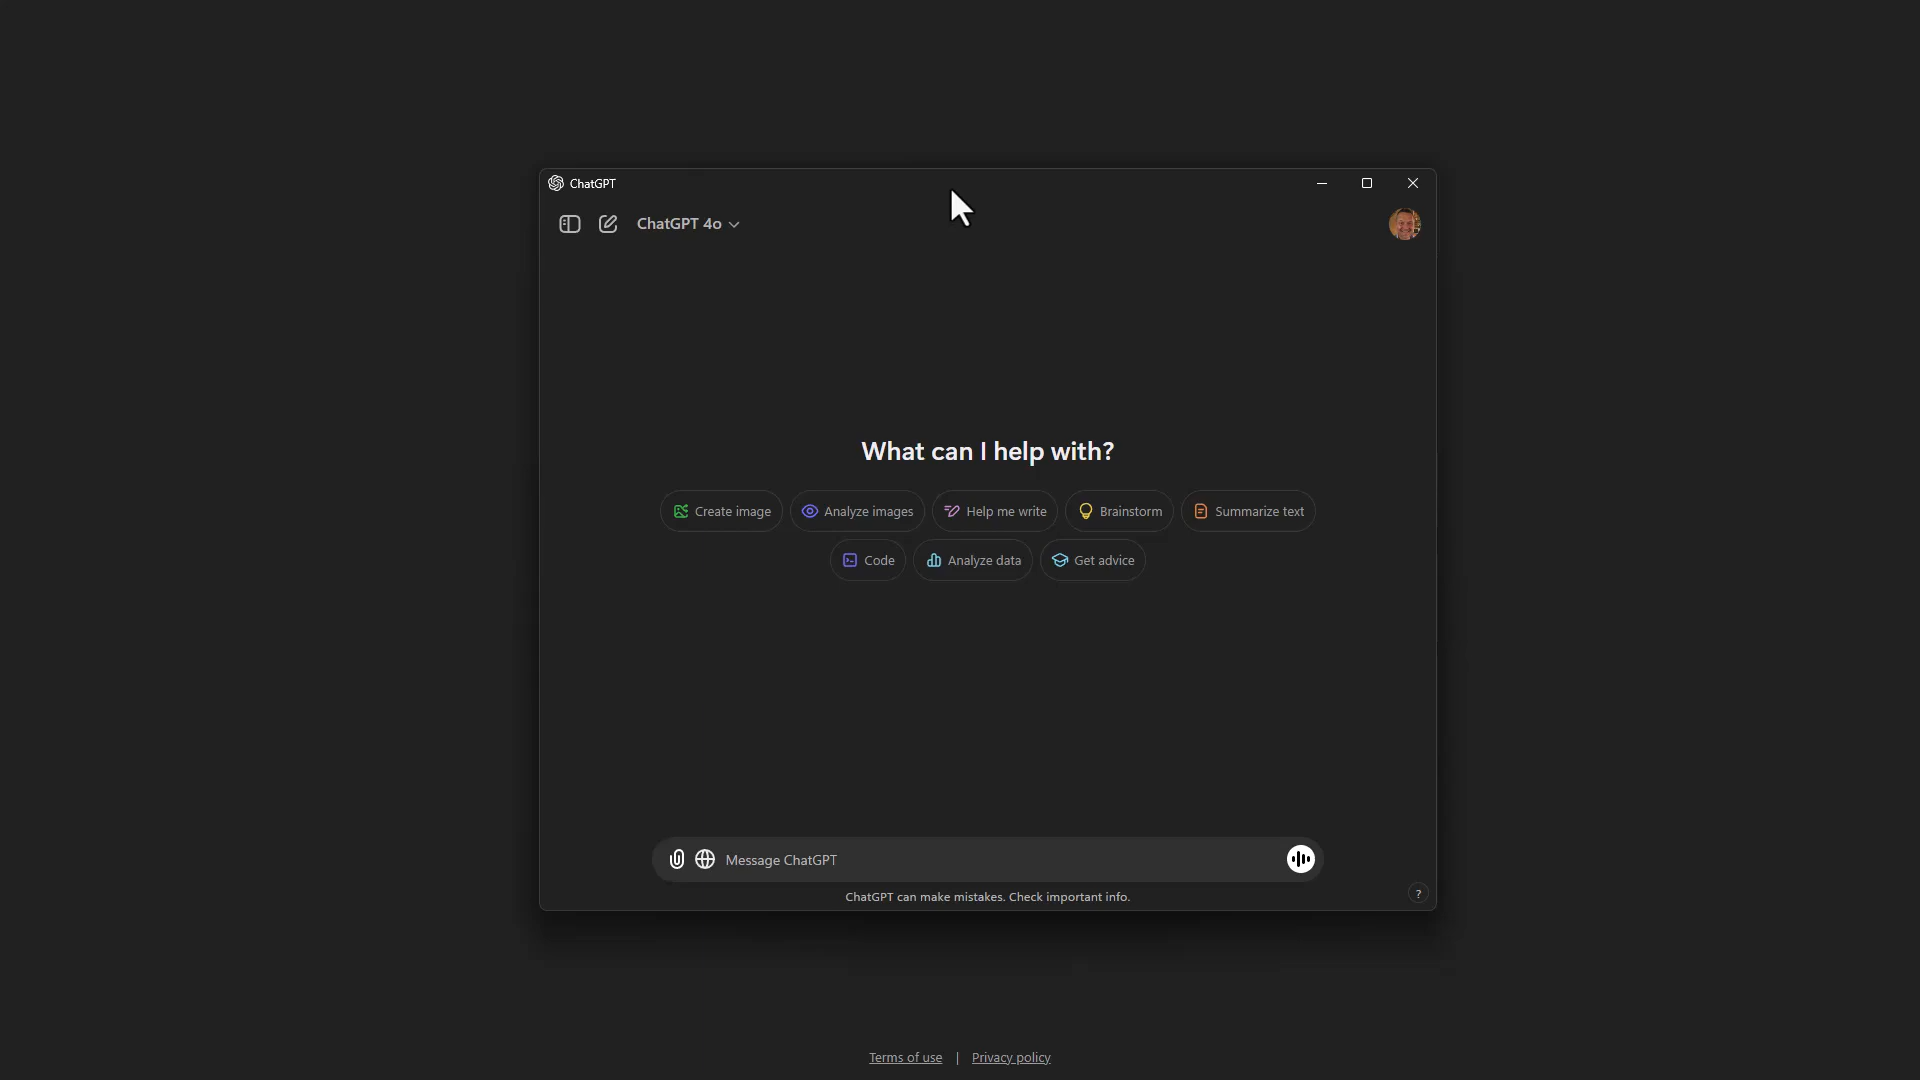 ChatGPT
ChatGPT 4o
What can I help with?
Create image Analyze images Help me write Brainstorm Summarize text
Code Analyze data Get advice
Message ChatGPT
ChatGPT can make mistakes. Check important info.
?
Terms of use | Privacy policy